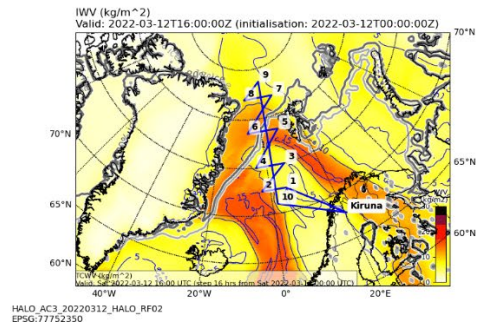 IWV (kg/m^2)
Valid: 2022-03-12T16:00:00Z (initialisation: 2022-03-12T00:00:00Z)
70°N
9
8
7
6
5
70°N
4
3
65°N
2
1
10
Kiruna
65°N
60°N
60°N
5
TCWV (kg/m^2)
Valid: Sat 2022-03-12 16:00 UTC (step 16 hrs from Sat 2022-03-12 00:00 UTC)
40°W
20°W
0°E
20°E
HALO_AC3_20220312_HALO_RF02
EPSG:77752350